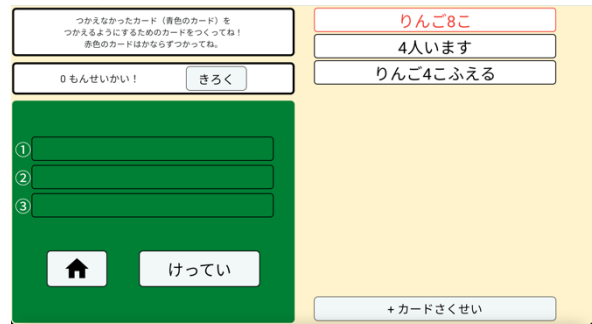 つかえなかったカード（青色のカード）を
つかえるようにするためのカードをつくってね！
赤色のカードはかならずつかってね。
0 もんせいかい！
きろく
①
②
③
けってい
りんご8こ
4人います
りんご4こふえる
+ カードさくせい